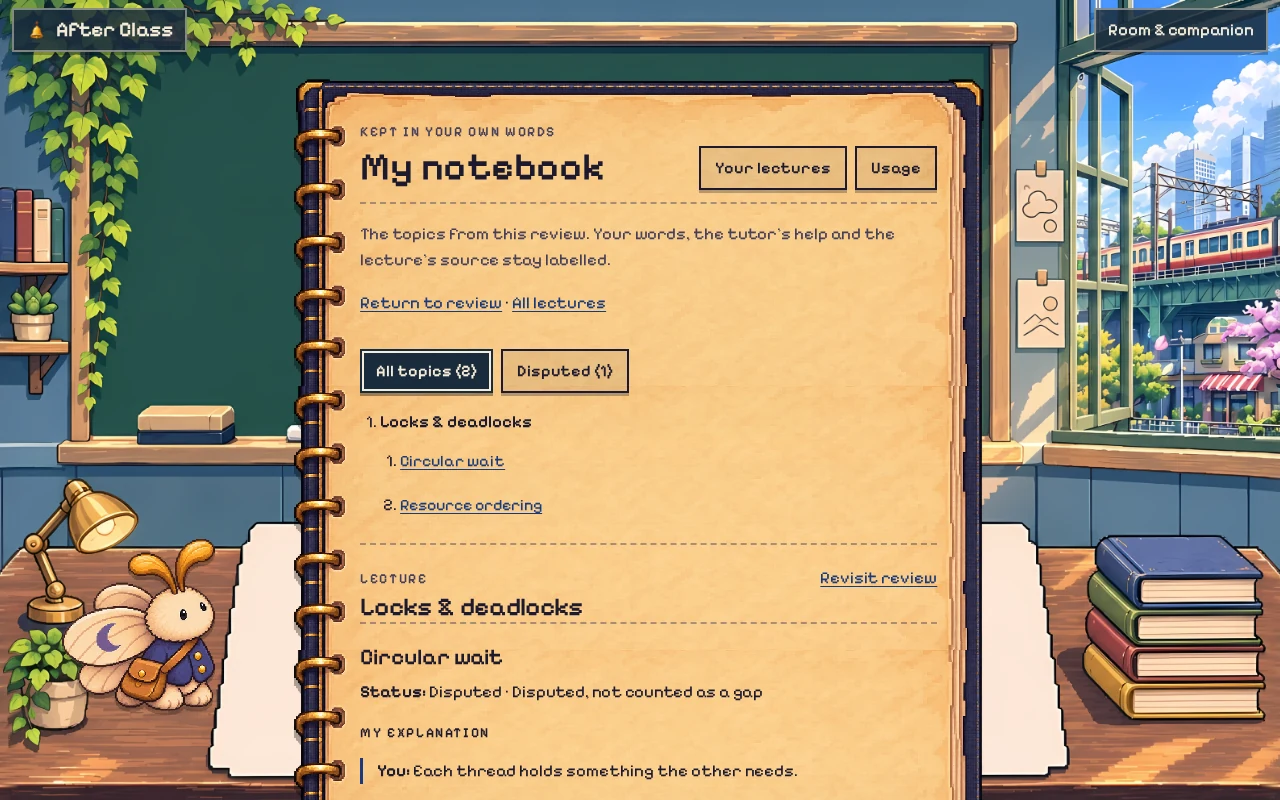 After Class
Room & companion
KEPT IN YOUR OWN WORDS
My notebook
Your lectures
Usage
The topics from this review. Your words, the tutor's help and the
lecture's source stay labelled.
Return to review · All lectures
All topics (2)
Disputed (1)
1. Locks & deadlocks
1. Circular wait
2. Resource ordering
LECTURE
Revisit review
Locks & deadlocks
Circular wait
Status: Disputed · Disputed, not counted as a gap
MY EXPLANATION
You: Each thread holds something the other needs.